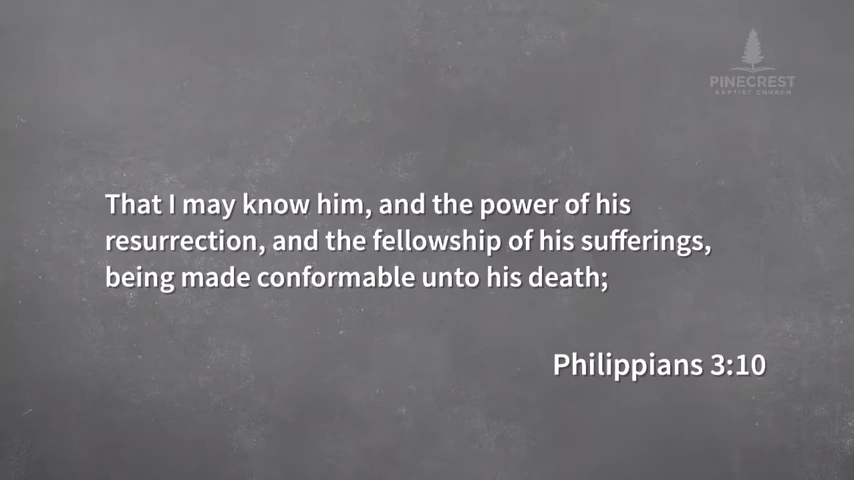 PINECREST
BAPTIST CHURCH
That I may know him, and the power of his
resurrection, and the fellowship of his sufferings,
being made conformable unto his death;
Philippians 3:10